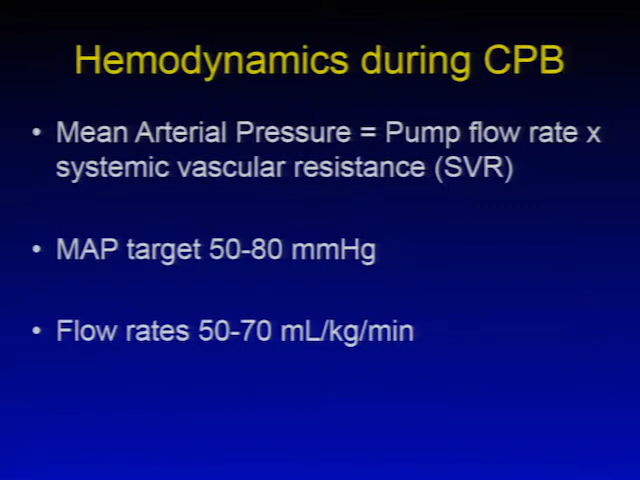 Hemodynamics during CPB
• Mean Arterial Pressure = Pump flow rate x
systemic vascular resistance (SVR)
• MAP target 50-80 mmHg
• Flow rates 50-70 mL/kg/min